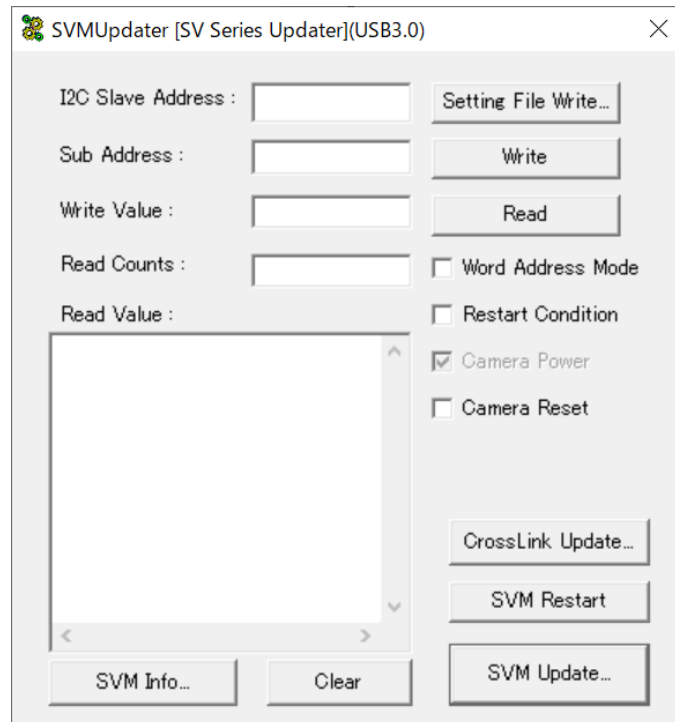 SVMUpdater [SV Series Updater](USB3.0)
I2C Slave Address :
Setting File Write...
Sub Address :
Write
Write Value :
Read
Read Counts :
Word Address Mode
Read Value :
Restart Condition
Camera Power
Camera Reset
CrossLink Update...
SVM Restart
SVM Info...
Clear
SVM Update...